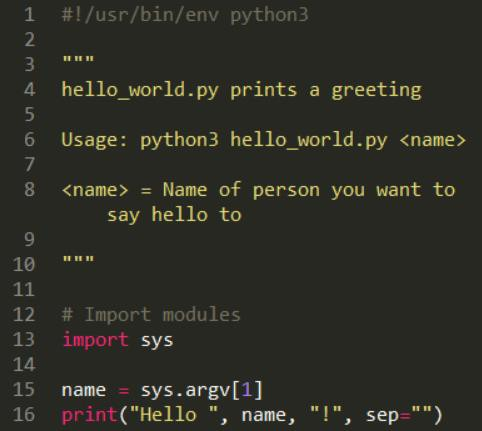 1 #!/usr/bin/env python3
2
3 """
4 hello_world.py prints a greeting
5
6 Usage: python3 hello_world.py <name>
7
8 <name> = Name of person you want to
say hello to
9
10 """
11
12 # Import modules
13 import sys
14
15 name = sys.argv[1]
16 print("Hello ", name, "!", sep="")